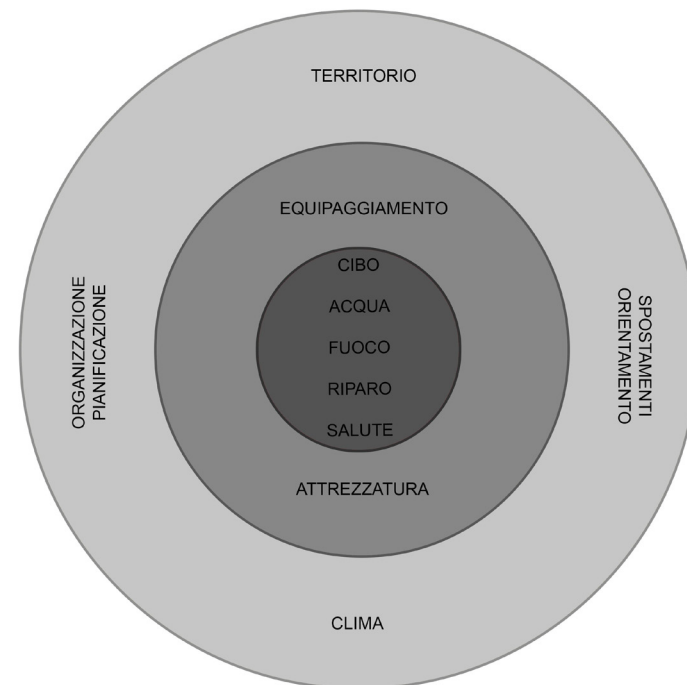 TERRITORIO
EQUIPAGGIAMENTO
CIBO
ACQUA
FUOCO
RIPARO
SALUTE
ORGANIZZAZIONE
PIANIFICAZIONE
SPOSTAMENTI
ORIENTAMENTO
ATTREZZATURA
CLIMA